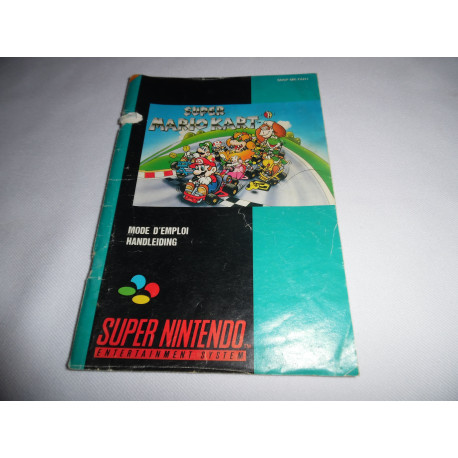 SUPER
MARIO KART
MODE D'EMPLOI
HANDLEIDING
SUPER NINTENDO
ENTERTAINMENT SYSTEM